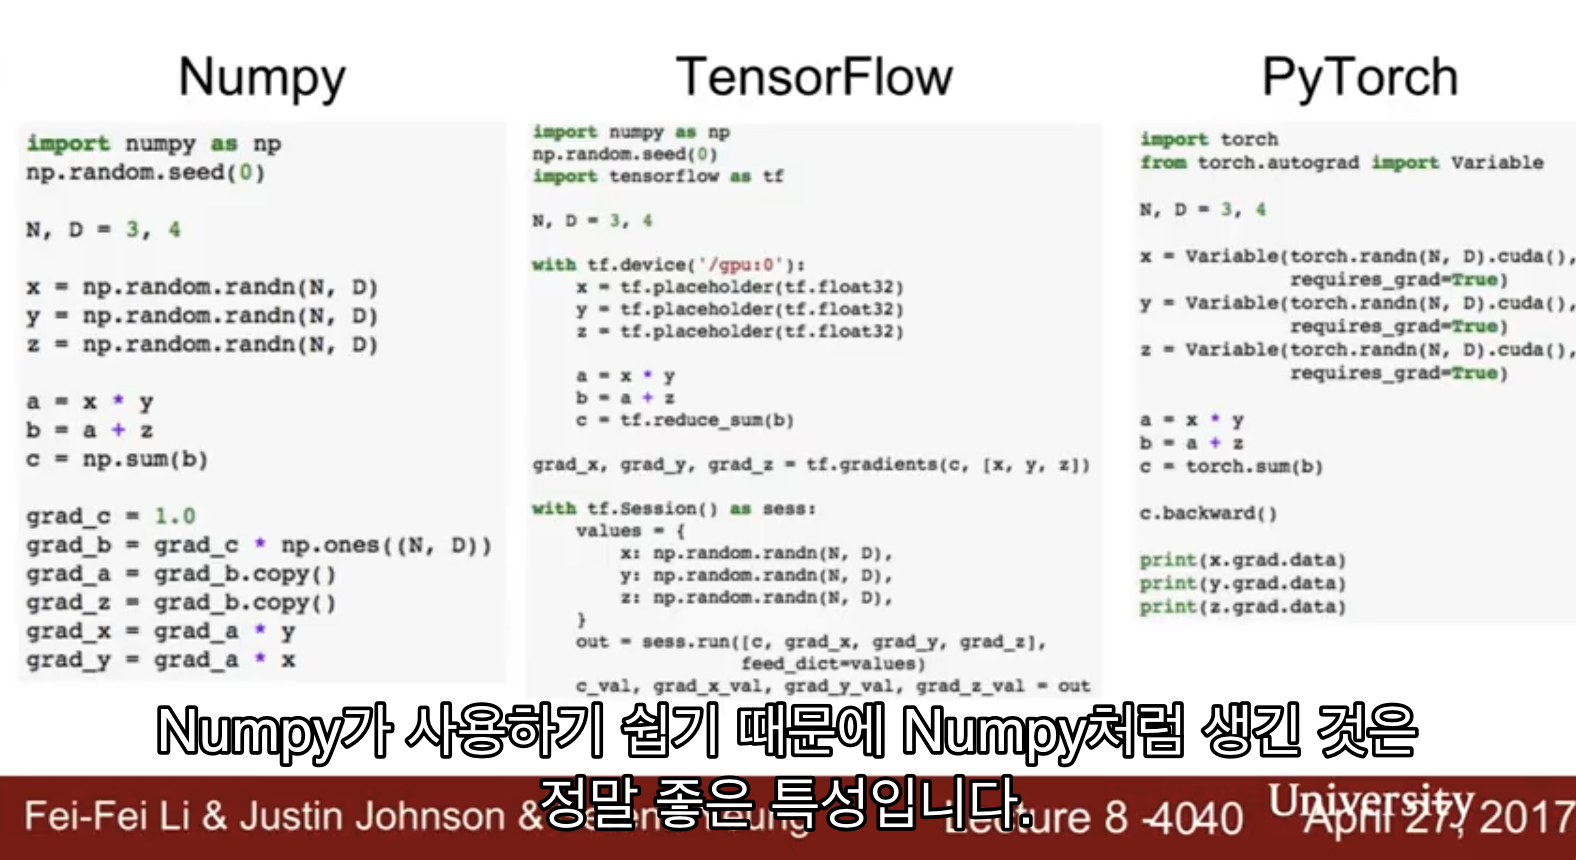 Numpy
import numpy as np
np.random.seed(0)
N, D = 3, 4
x = np.random.randn(N, D)
y = np.random.randn(N, D)
z = np.random.randn(N, D)
a = x * y
b = a + z
c = np.sum(b)
grad_c = 1.0
grad_b = grad_c * np.ones((N, D))
grad_a = grad_b.copy()
grad_z = grad_b.copy()
grad_x = grad_a * y
grad_y = grad_a * x
TensorFlow
import numpy as np
np.random.seed(0)
import tensorflow as tf
N, D = 3, 4
with tf.device('/gpu:0'):
x = tf.placeholder(tf.float32)
y = tf.placeholder(tf.float32)
z = tf.placeholder(tf.float32)
a = x * y
b = a + z
c = tf.reduce_sum(b)
grad_x, grad_y, grad_z = tf.gradients(c, [x, y, z])
with tf.Session() as sess:
values = {
x: np.random.randn(N, D),
y: np.random.randn(N, D),
z: np.random.randn(N, D),
}
out = sess.run([c, grad_x, grad_y, grad_z],
feed_dict=values)
c_val, grad_x_val, grad_y_val, grad_z_val = out
PyTorch
import torch
from torch.autograd import Variable
N, D = 3, 4
x = Variable(torch.randn(N, D).cuda(),
requires_grad=True)
y = Variable(torch.randn(N, D).cuda(),
requires_grad=True)
z = Variable(torch.randn(N, D).cuda(),
requires_grad=True)
a = x * y
b = a + z
c = torch.sum(b)
c.backward()
print(x.grad.data)
print(y.grad.data)
print(z.grad.data)
Numpy가 사용하기 쉽기 때문에 Numpy처럼 생긴 것은
정말 좋은 특성입니다.
Fei-Fei Li & Justin Johnson &
Lecture 8 -
40
40
University
April 27, 2017